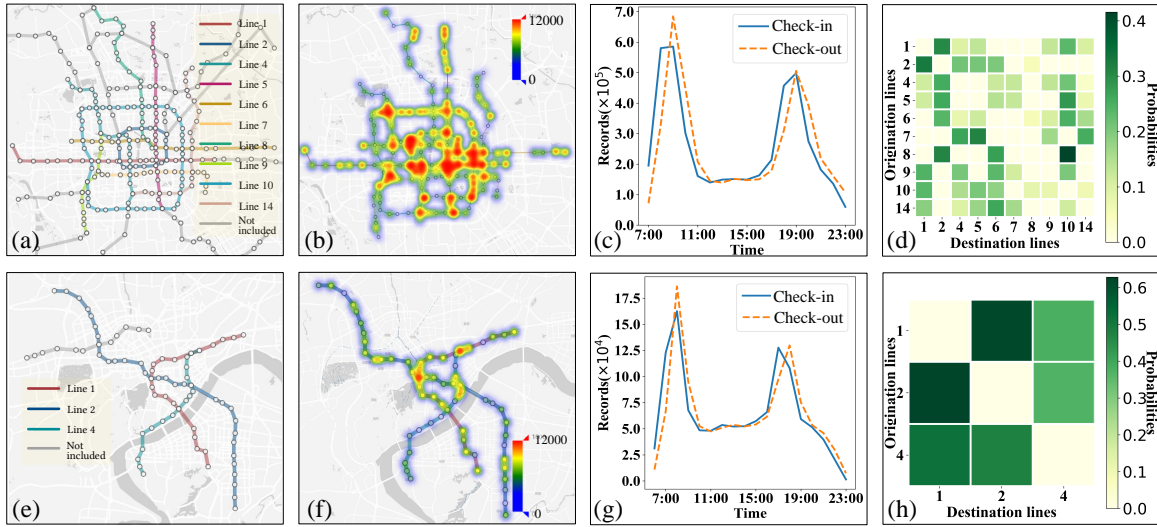 Line 1
Line 2
Line 4
Line 5
Line 6
Line 7
Line 8
Line 9
Line 10
Line 14
Not
included
(a)
12000
0
(b)
7.0
6.0
5.0
4.0
3.0
2.0
1.0
0.0
Records(×10⁵)
Check-in
Check-out
7:00 11:00 15:00 19:00 23:00
Time
(c)
Origination lines
1
2
4
5
6
7
8
9
10
14
1 2 4 5 6 7 8 9 10 14
Destination lines
0.4
0.3
0.2
0.1
0.0
Probabilities
(d)
Line 1
Line 2
Line 4
Not
included
(e)
12000
0
(f)
17.5
15.0
12.5
10.0
7.5
5.0
2.5
0.0
Records(×10⁴)
Check-in
Check-out
6:00 11:00 15:00 19:00 23:00
Time
(g)
Origination lines
1
2
4
1 2 4
Destination lines
0.6
0.5
0.4
0.3
0.2
0.1
0.0
Probabilities
(h)